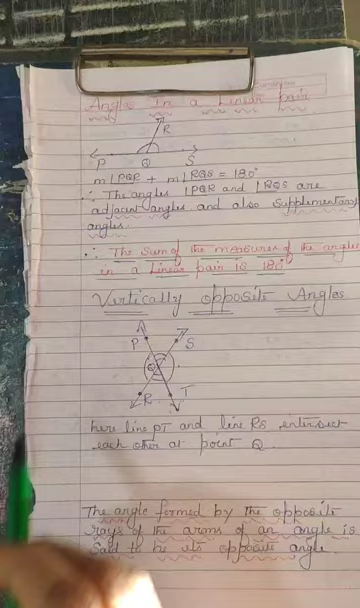 Angles in a Linear pair
R
P Q S
m∠PQR + m∠RQS = 180°
∴ The angles ∠PQR and ∠RQS are
adjacent angles and also Supplementary
angles.
∴ The Sum of the measures of the angles
in a Linear pair is 180°
Vertically opposite Angles
P S
Q
R T
here line PT and line RS intersect
each other at point Q.
The angle formed by the opposite
rays of the arms of an angle is
Said to be its opposite angle